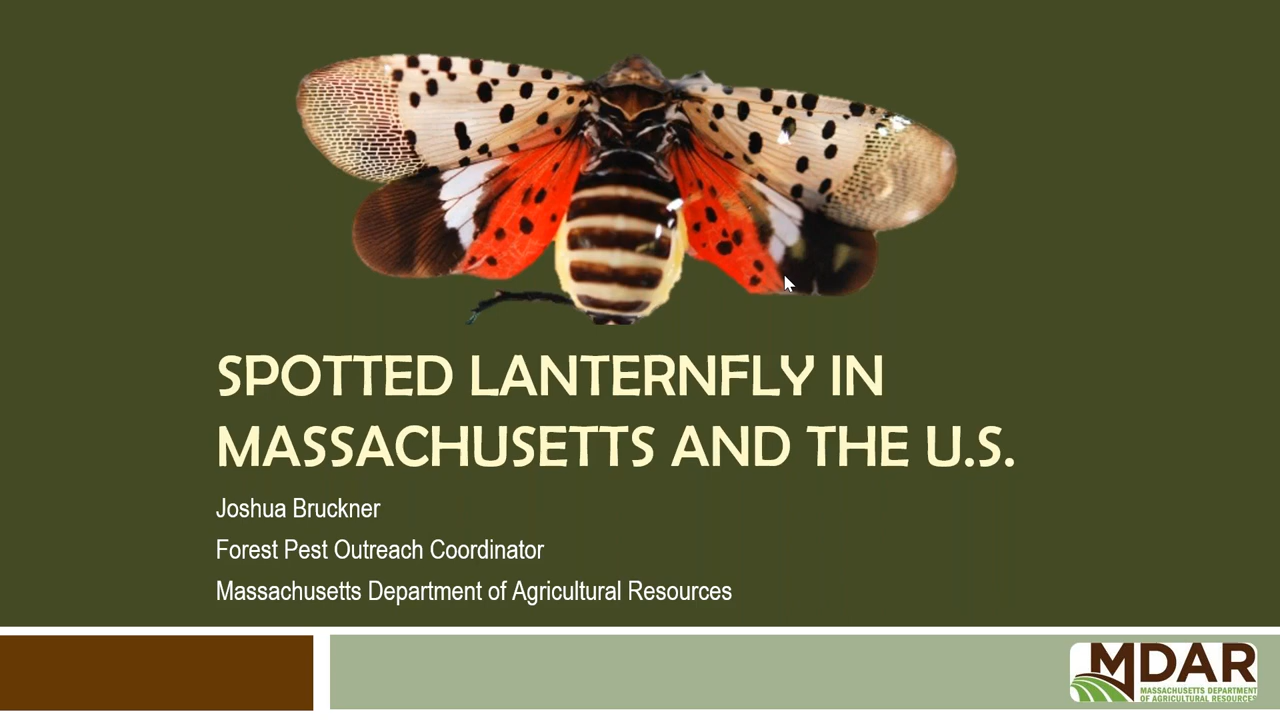 SPOTTED LANTERNFLY IN
MASSACHUSETTS AND THE U.S.
Joshua Bruckner
Forest Pest Outreach Coordinator
Massachusetts Department of Agricultural Resources
MDAR
MASSACHUSETTS DEPARTMENT
OF AGRICULTURAL RESOURCES